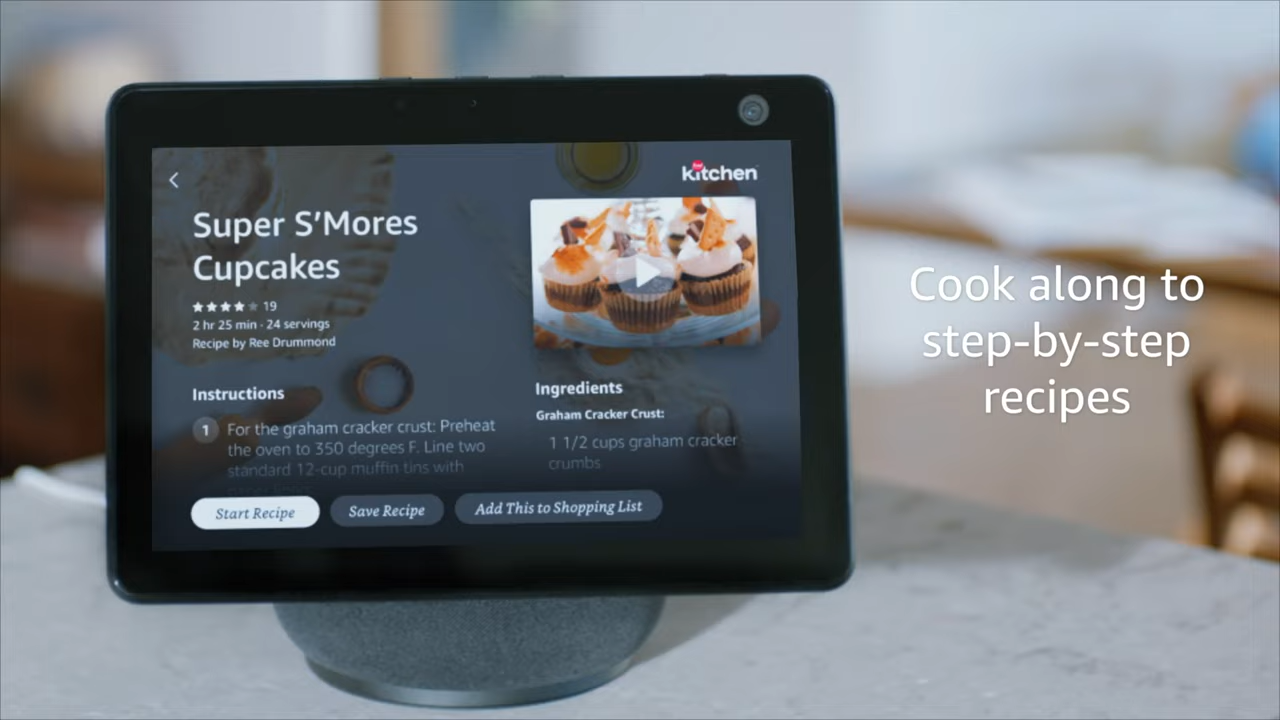 kitchen
Super S'Mores
Cupcakes
19
2 hr 25 min · 24 servings
Recipe by Ree Drummond
Instructions
1 For the graham cracker crust: Preheat
the oven to 350 degrees F. Line two
standard 12-cup muffin tins with
Ingredients
Graham Cracker Crust:
1 1/2 cups graham cracker
crumbs
Start Recipe
Save Recipe
Add This to Shopping List
Cook along to
step-by-step
recipes